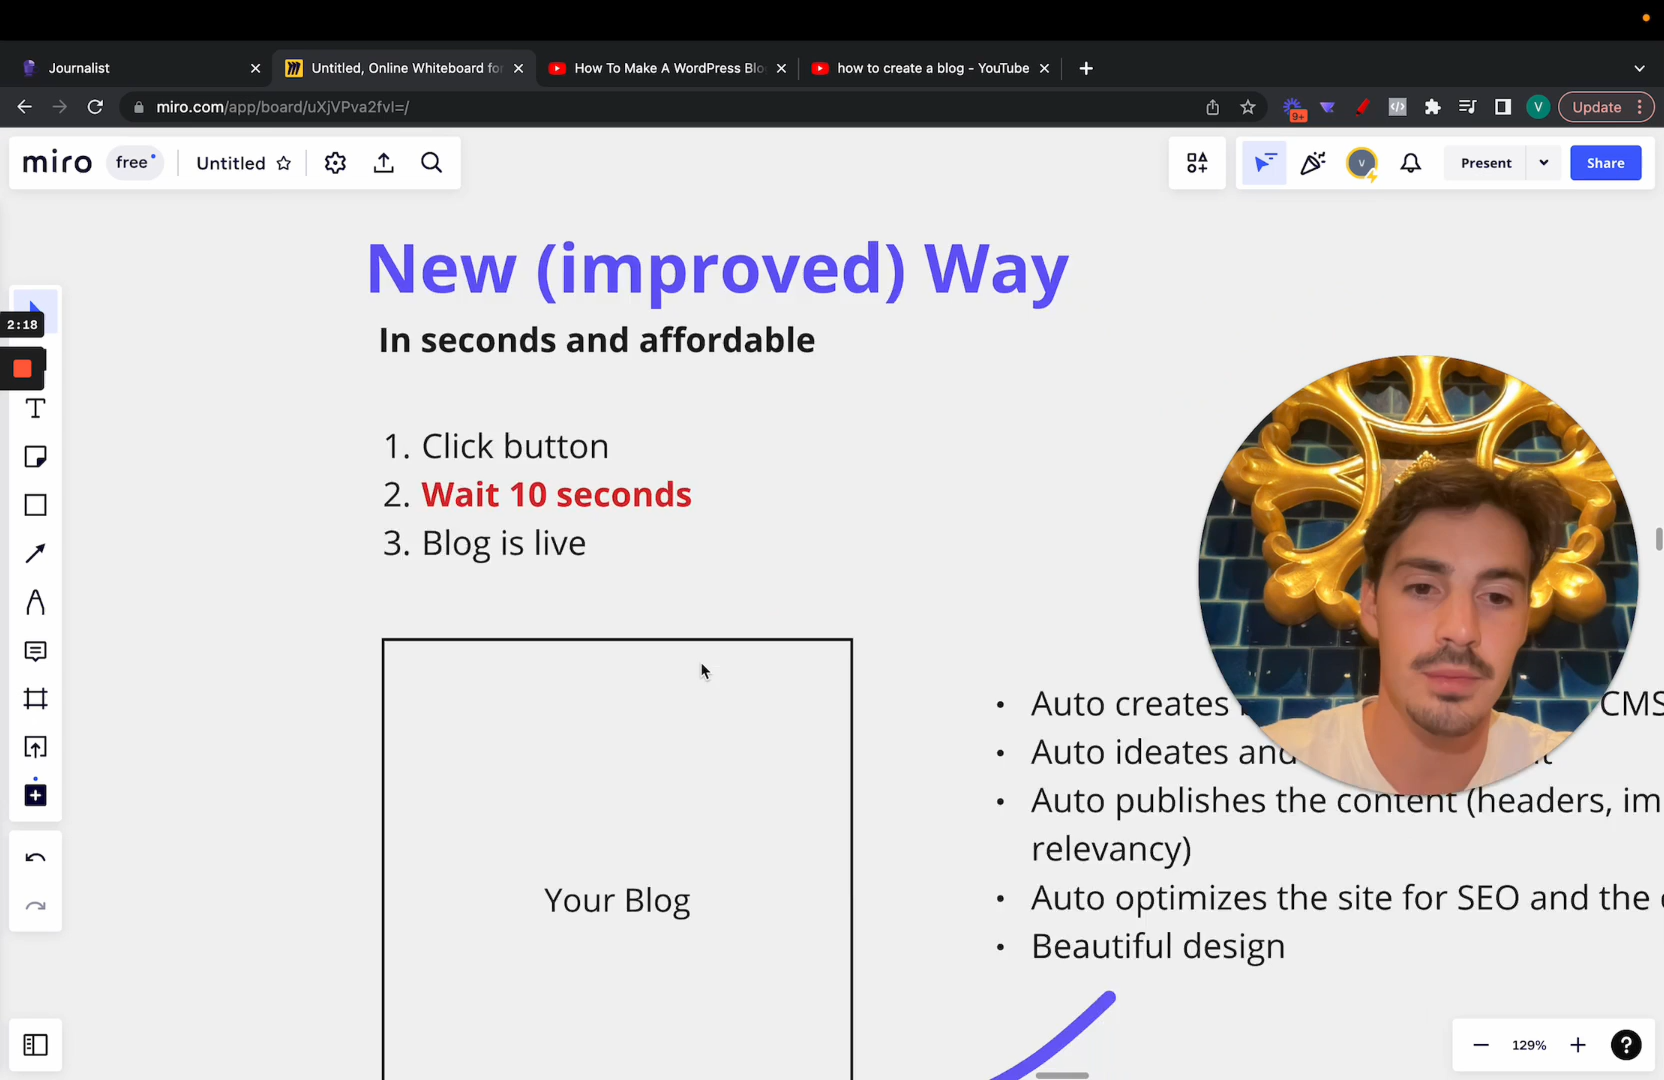 Journalist
Untitled, Online Whiteboard for
How To Make A WordPress Blo
how to create a blog - YouTube
miro.com/app/board/uXjVPva2fvI=/
9+
V
Update
miro
free
Untitled
V
Present
Share
New (improved) Way
In seconds and affordable
2:18
1. Click button
2. Wait 10 seconds
3. Blog is live
Your Blog
• Auto creates CMS
• Auto ideates and
• Auto publishes the content (headers, im
relevancy)
• Auto optimizes the site for SEO and the
• Beautiful design
129%